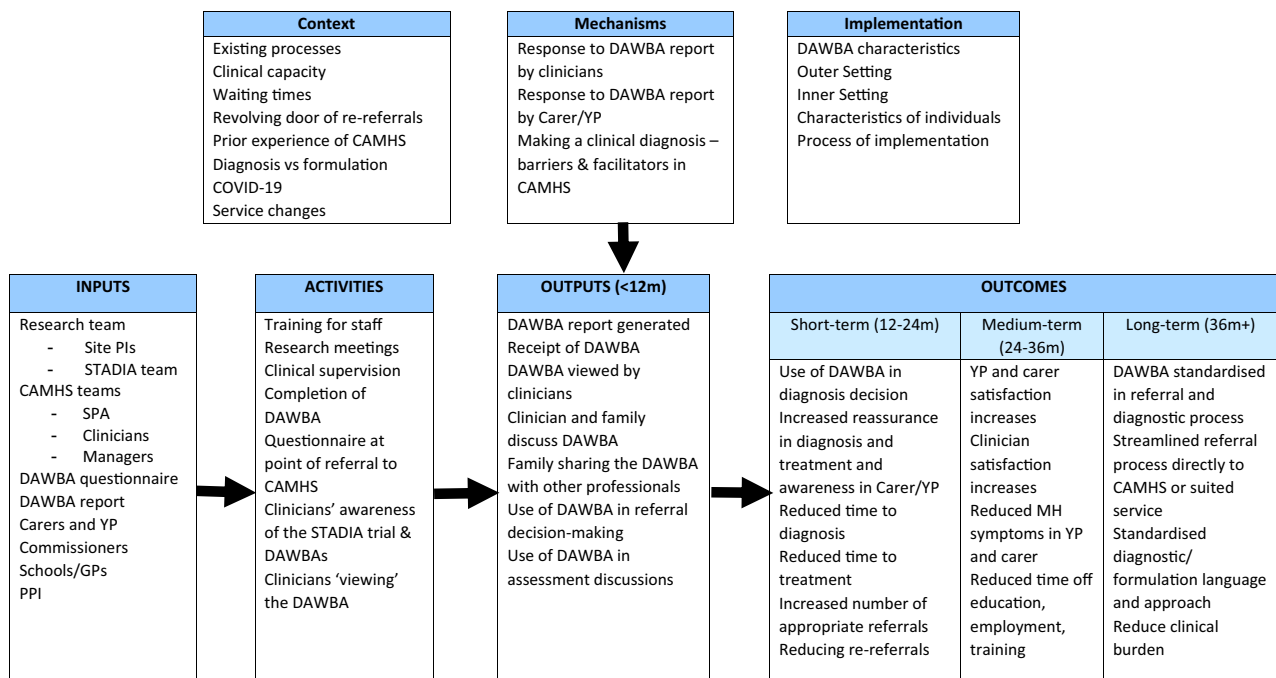 Context
Existing processes
Clinical capacity
Waiting times
Revolving door of re-referrals
Prior experience of CAMHS
Diagnosis vs formulation
COVID-19
Service changes
Mechanisms
Response to DAWBA report
by clinicians
Response to DAWBA report
by Carer/YP
Making a clinical diagnosis –
barriers & facilitators in
CAMHS
Implementation
DAWBA characteristics
Outer Setting
Inner Setting
Characteristics of individuals
Process of implementation
INPUTS
Research team
- Site PIs
- STADIA team
CAMHS teams
- SPA
- Clinicians
- Managers
DAWBA questionnaire
DAWBA report
Carers and YP
Commissioners
Schools/GPs
PPI
ACTIVITIES
Training for staff
Research meetings
Clinical supervision
Completion of
DAWBA
Questionnaire at
point of referral to
CAMHS
Clinicians’ awareness
of the STADIA trial &
DAWBAs
Clinicians ‘viewing’
the DAWBA
OUTPUTS (<12m)
DAWBA report generated
Receipt of DAWBA
DAWBA viewed by
clinicians
Clinician and family
discuss DAWBA
Family sharing the DAWBA
with other professionals
Use of DAWBA in referral
decision-making
Use of DAWBA in
assessment discussions
OUTCOMES
Short-term (12-24m)
Use of DAWBA in
diagnosis decision
Increased reassurance
in diagnosis and
treatment and
awareness in Carer/YP
Reduced time to
diagnosis
Reduced time to
treatment
Increased number of
appropriate referrals
Reducing re-referrals
Medium-term
(24-36m)
YP and carer
satisfaction
increases
Clinician
satisfaction
increases
Reduced MH
symptoms in YP
and carer
Reduced time off
education,
employment,
training
Long-term (36m+)
DAWBA standardised
in referral and
diagnostic process
Streamlined referral
process directly to
CAMHS or suited
service
Standardised
diagnostic/
formulation language
and approach
Reduce clinical
burden